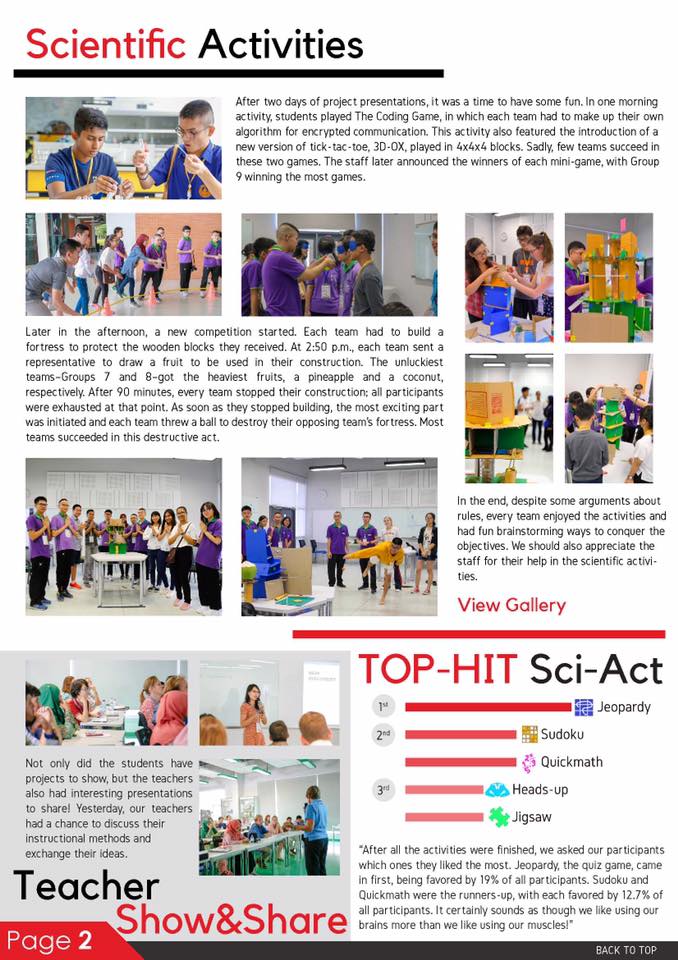 Scientific Activities
After two days of project presentations, it was a time to have some fun. In one morning
activity, students played The Coding Game, in which each team had to make up their own
algorithm for encrypted communication. This activity also featured the introduction of a
new version of tick-tac-toe, 3D-OX, played in 4x4x4 blocks. Sadly, few teams succeed in
these two games. The staff later announced the winners of each mini-game, with Group
9 winning the most games.
Later in the afternoon, a new competition started. Each team had to build a
fortress to protect the wooden blocks they received. At 2:50 p.m., each team sent a
representative to draw a fruit to be used in their construction. The unluckiest
teams–Groups 7 and 8–got the heaviest fruits, a pineapple and a coconut,
respectively. After 90 minutes, every team stopped their construction; all participants
were exhausted at that point. As soon as they stopped building, the most exciting part
was initiated and each team threw a ball to destroy their opposing team's fortress. Most
teams succeeded in this destructive act.
In the end, despite some arguments about
rules, every team enjoyed the activities and
had fun brainstorming ways to conquer the
objectives. We should also appreciate the
staff for their help in the scientific activi-
ties.
View Gallery
Not only did the students have
projects to show, but the teachers
also had interesting presentations
to share! Yesterday, our teachers
had a chance to discuss their
instructional methods and
exchange their ideas.
Teacher
Show&Share
TOP-HIT Sci-Act
1st Jeopardy
2nd Sudoku
Quickmath
3rd Heads-up
Jigsaw
“After all the activities were finished, we asked our participants
which ones they liked the most. Jeopardy, the quiz game, came
in first, being favored by 19% of all participants. Sudoku and
Quickmath were the runners-up, with each favored by 12.7% of
all participants. It certainly sounds as though we like using our
brains more than we like using our muscles!”
Page 2
BACK TO TOP